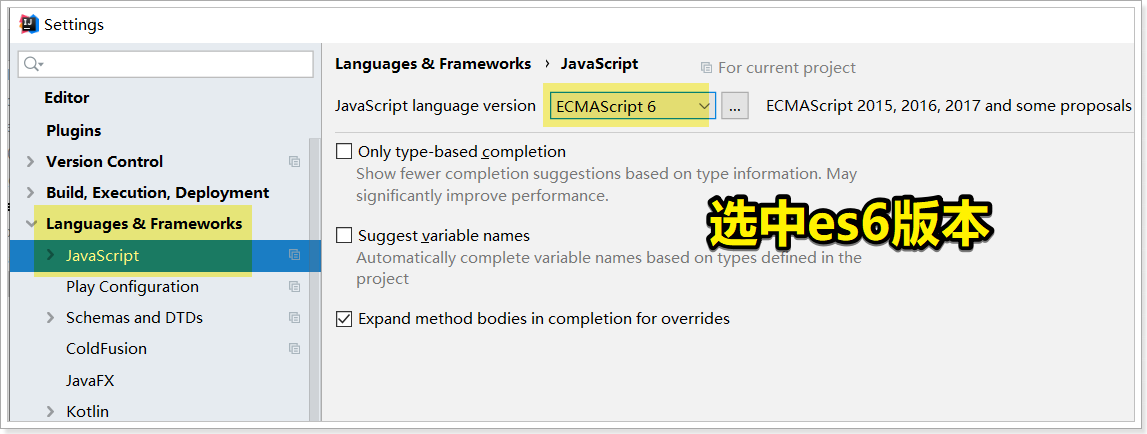 Settings
Editor
Plugins
Version Control
Build, Execution, Deployment
Languages & Frameworks
JavaScript
Play Configuration
Schemas and DTDs
ColdFusion
JavaFX
Kotlin
Languages & Frameworks › JavaScript For current project
JavaScript language version ECMAScript 6 ... ECMAScript 2015, 2016, 2017 and some proposals
Only type-based completion
Show fewer completion suggestions based on type information. May
significantly improve performance.
Suggest variable names
Automatically complete variable names based on types defined in the
project
Expand method bodies in completion for overrides
选中es6版本